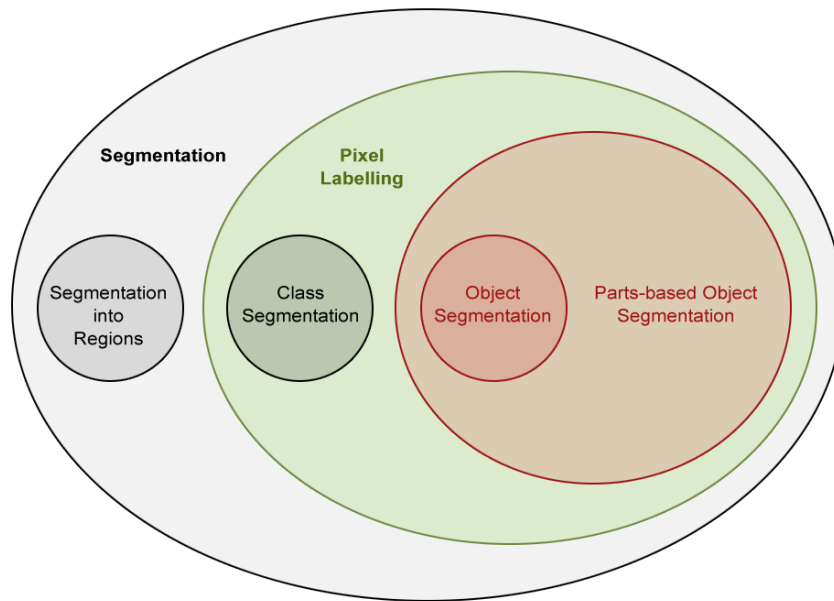 Segmentation
Pixel
Labelling
Segmentation
into
Regions
Class
Segmentation
Object
Segmentation
Parts-based Object
Segmentation